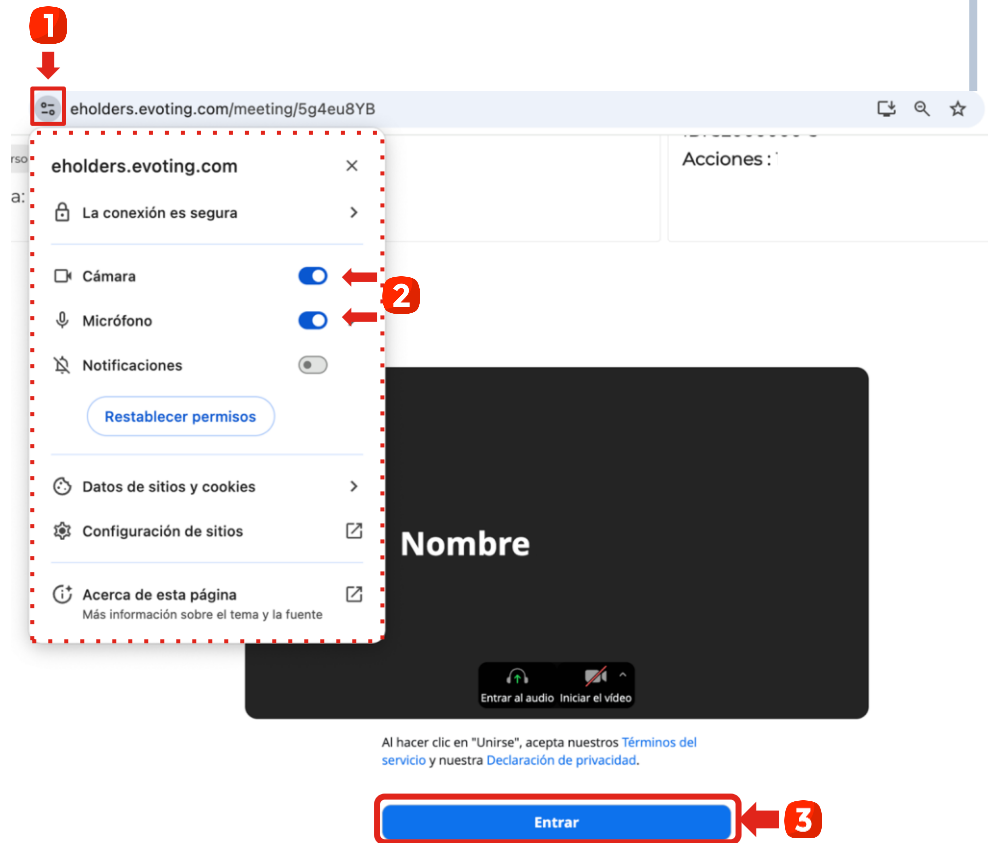 1
eholders.evoting.com/meeting/5g4eu8YB
Acciones :
a:
eholders.evoting.com
La conexión es segura
Cámara
2
Micrófono
Notificaciones
Restablecer permisos
Datos de sitios y cookies
Configuración de sitios
Acerca de esta página
Más información sobre el tema y la fuente
Nombre
Entrar al audio Iniciar el vídeo
Al hacer clic en "Unirse", acepta nuestros Términos del
servicio y nuestra Declaración de privacidad.
Entrar
3